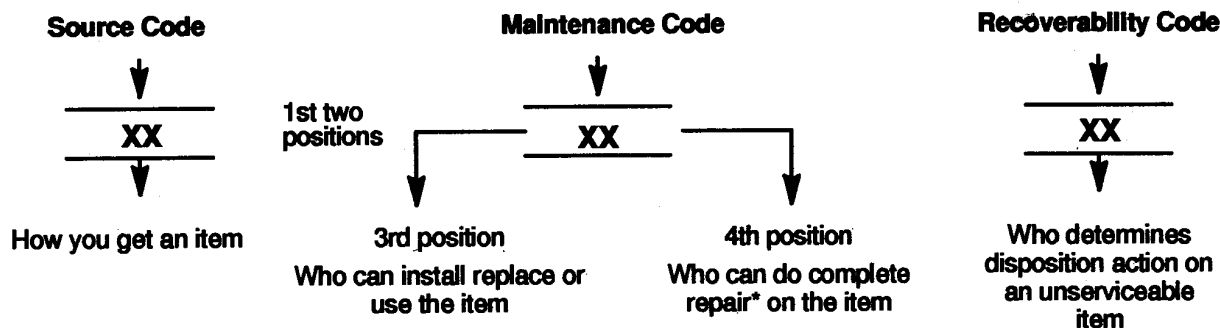 Source Code
XX
How you get an item
1st two
positions
Maintenance Code
XX
3rd position
Who can install replace or
use the item
4th position
Who can do complete
repair* on the item
Recoverability Code
XX
Who determines
disposition action on
an unserviceable
item